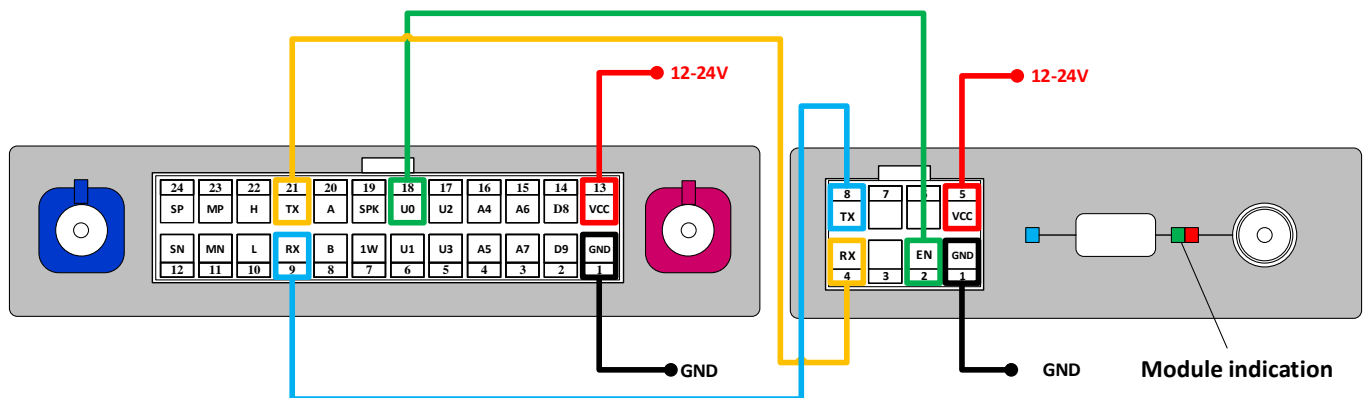 12-24V
12-24V
24 23 22 21 20 19 18 17 16 15 14 13
SP MP H TX A SPK U0 U2 A4 A6 D8 VCC
SN MN L RX B 1W U1 U3 A5 A7 D9 GND
12 11 10 9 8 7 6 5 4 3 2 1
8 7 5
TX VCC
RX EN GND
4 3 2 1
GND
GND
Module indication